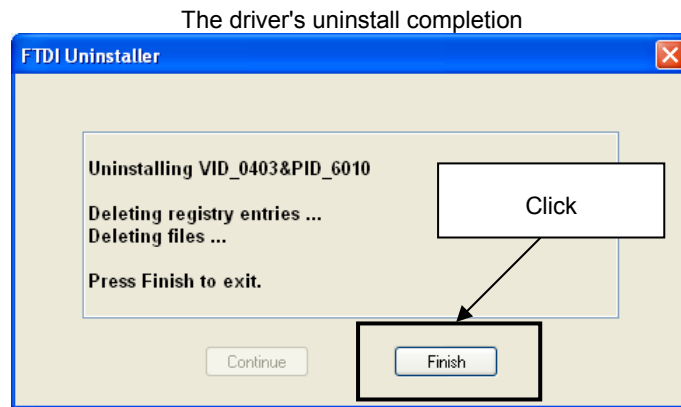 The driver's uninstall completion
FTDI Uninstaller
Uninstalling VID_0403&PID_6010
Click
Deleting registry entries ...
Deleting files ...
Press Finish to exit.
Continue
Finish